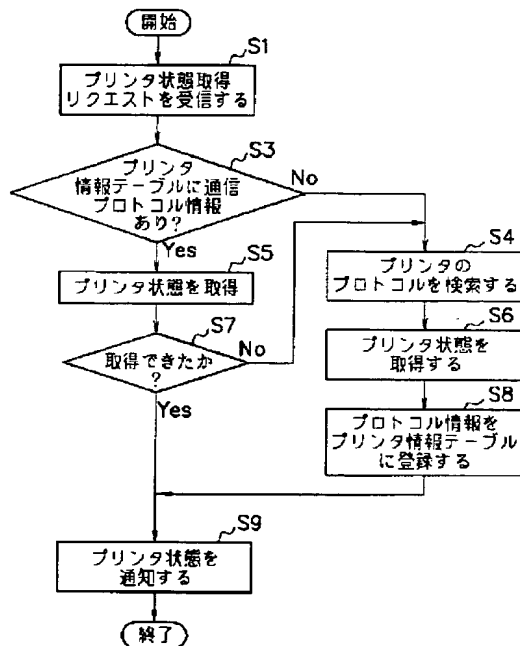 開始
S1
プリンタ状態取得
リクエストを受信する
S3
プリンタ
情報テーブルに通信
プロトコル情報
あり?
No
Yes
S5
プリンタ状態を取得
S7
取得できたか
?
No
Yes
S4
プリンタの
プロトコルを検索する
S6
プリンタ状態を
取得する
S8
プロトコル情報を
プリンタ情報テーブル
に登録する
S9
プリンタ状態を
通知する
終了